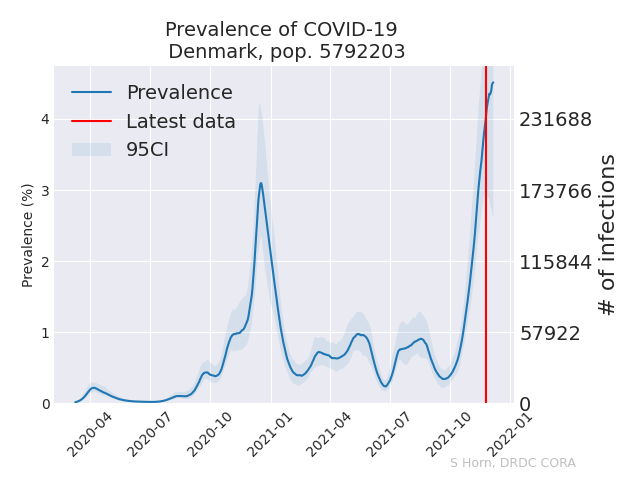 Prevalence of COVID-19
Denmark, pop. 5792203
Prevalence
Latest data
95CI
Prevalence (%)
4
3
2
1
0
231688
173766
115844
57922
0
# of infections
2020-04
2020-07
2020-10
2021-01
2021-04
2021-07
2021-10
2022-01
S Horn, DRDC CORA